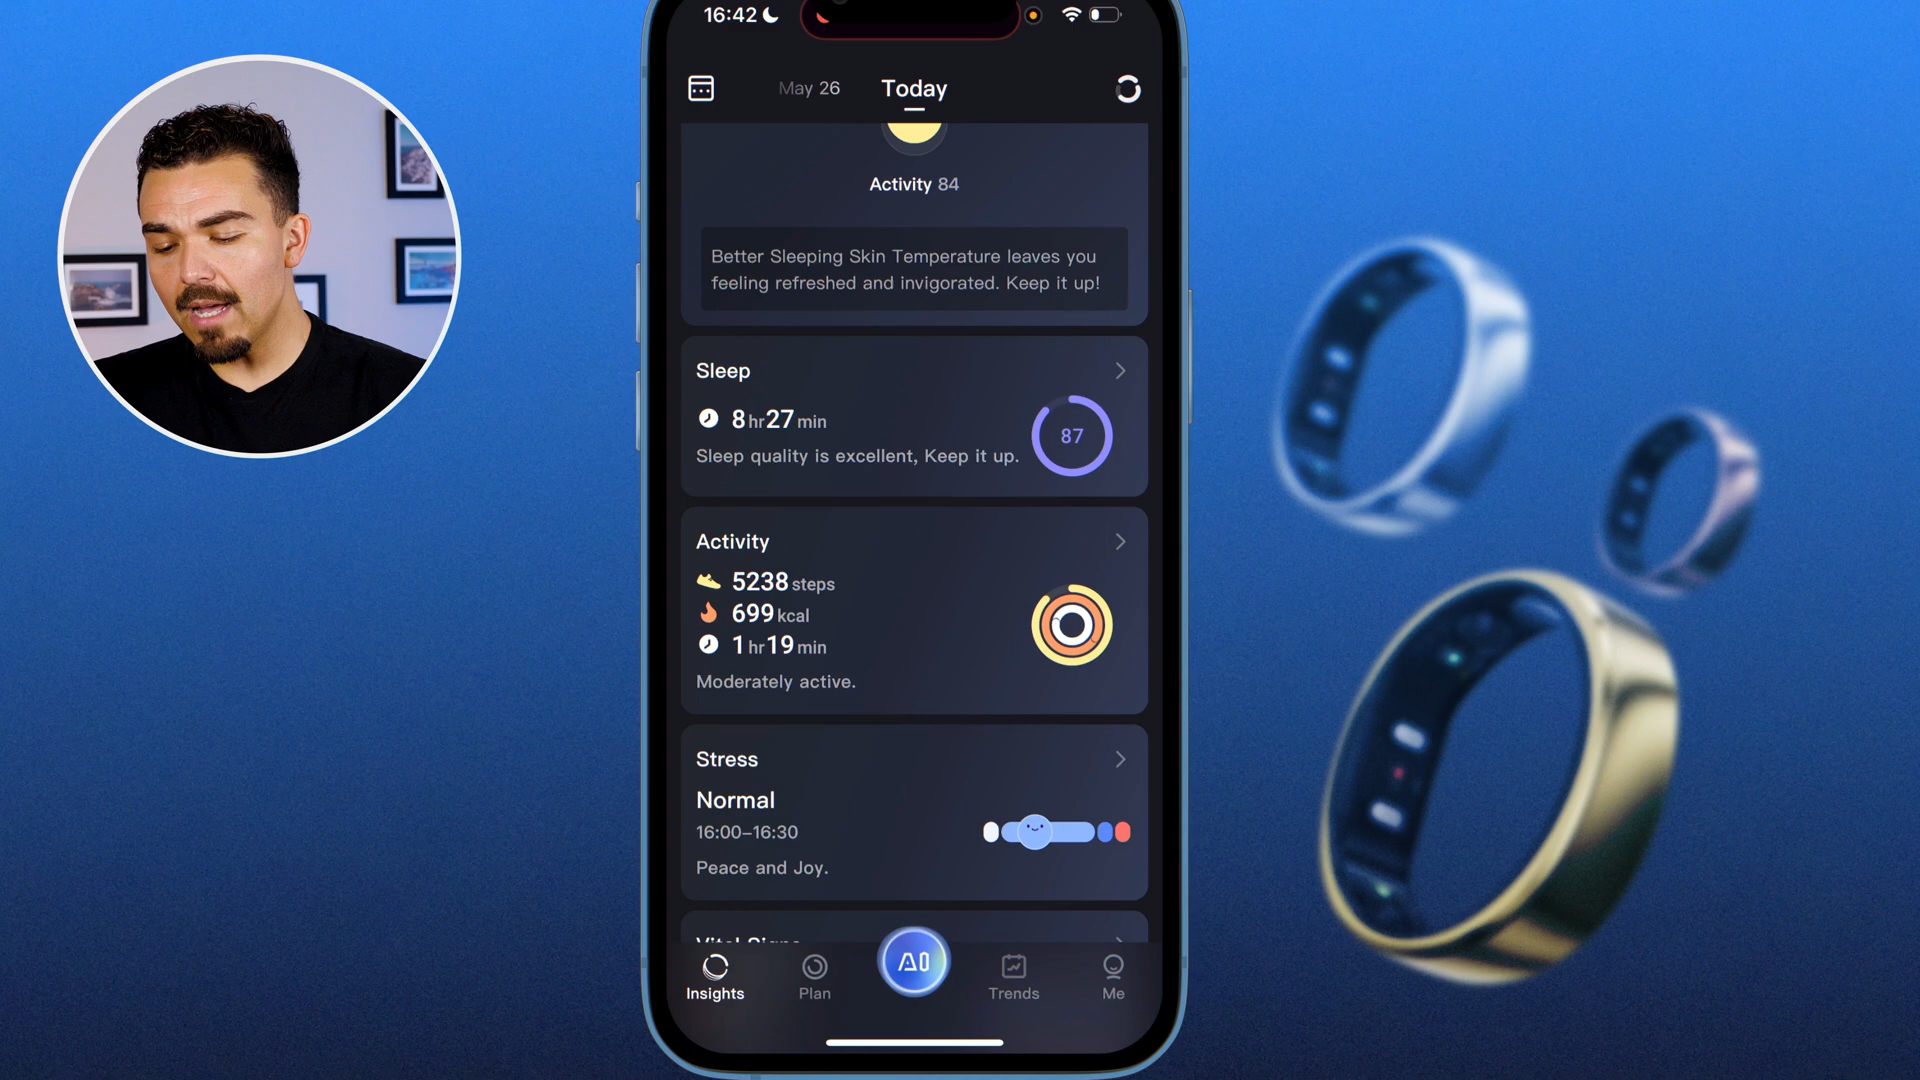 16:42
May 26
Today
Activity 84
Better Sleeping Skin Temperature leaves you
feeling refreshed and invigorated. Keep it up!
Sleep
8 hr 27 min
Sleep quality is excellent, Keep it up.
87
Activity
5238 steps
699 kcal
1 hr 19 min
Moderately active.
Stress
Normal
16:00–16:30
Peace and Joy.
Vital Signs
AI
Insights
Plan
Trends
Me